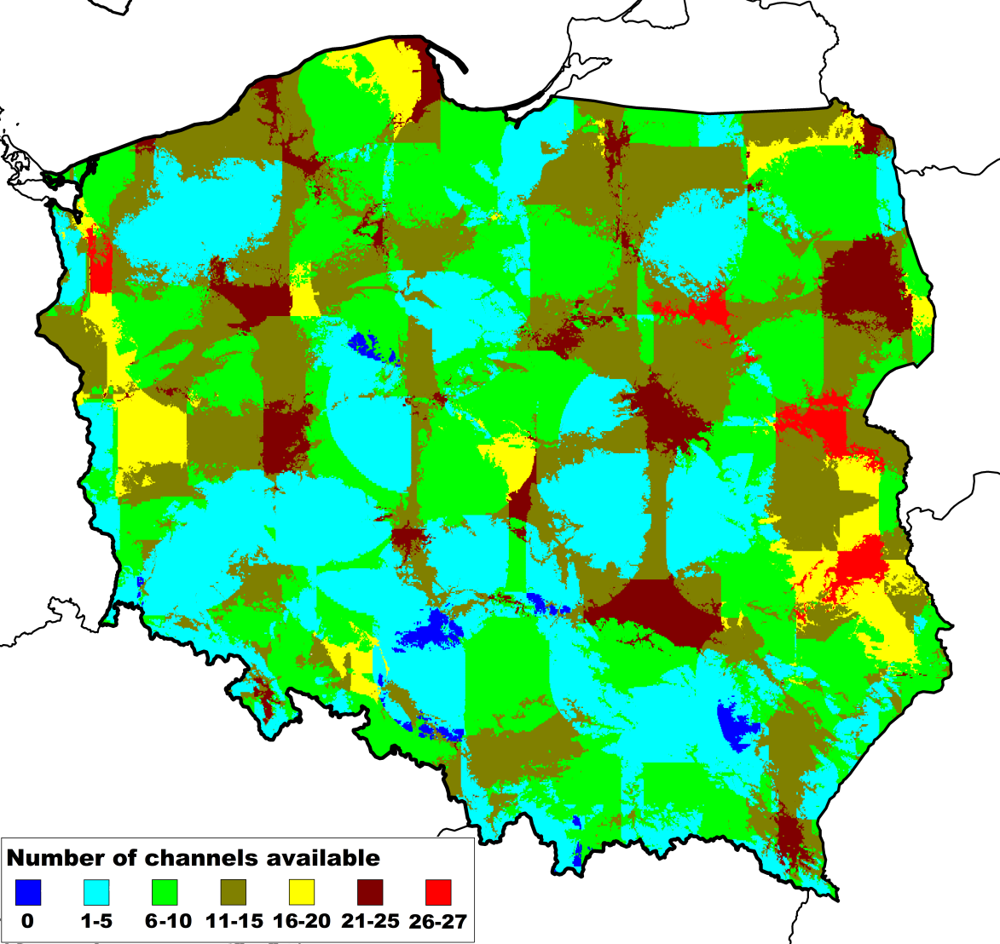 Number of channels available
0 1-5 6-10 11-15 16-20 21-25 26-27